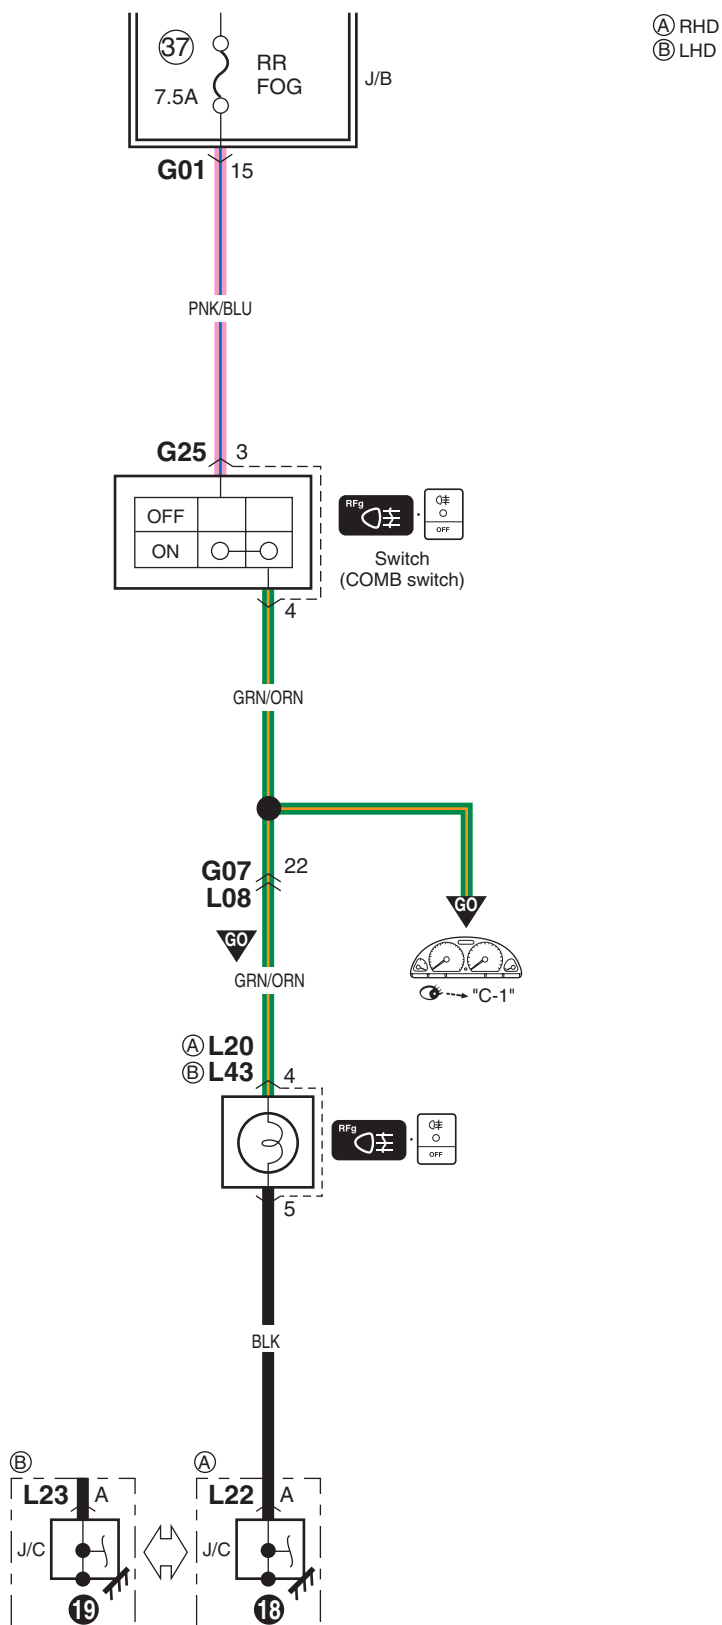 Ⓐ RHD
Ⓑ LHD
37
RR
FOG
7.5A
J/B
G01 15
PNK/BLU
G25 3
OFF
ON
RFg
OFF
Switch
(COMB switch)
4
GRN/ORN
G07 22
L08
GO
GO
GRN/ORN
"C-1"
Ⓐ L20
Ⓑ L43 4
RFg
OFF
5
BLK
Ⓑ
Ⓐ
L23 A
L22 A
J/C
J/C
19
18